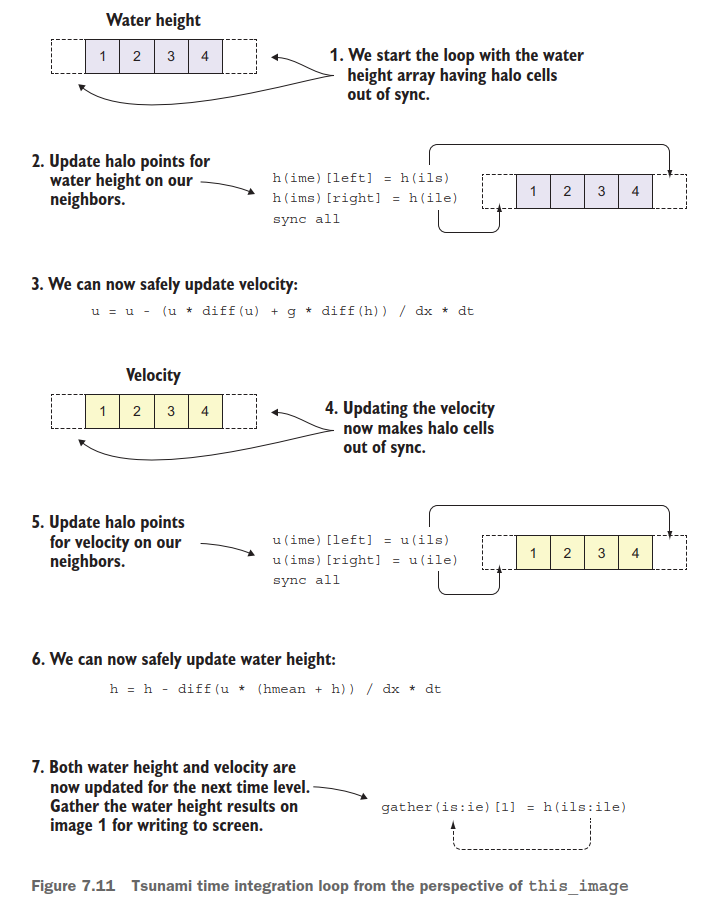 Water height
1 2 3 4
1. We start the loop with the water
height array having halo cells
out of sync.
2. Update halo points for
water height on our
neighbors.
h(ime)[left] = h(ils)
h(ims)[right] = h(ile)
sync all
1 2 3 4
3. We can now safely update velocity:
u = u - (u * diff(u) + g * diff(h)) / dx * dt
Velocity
1 2 3 4
4. Updating the velocity
now makes halo cells
out of sync.
5. Update halo points
for velocity on our
neighbors.
u(ime)[left] = u(ils)
u(ims)[right] = u(ile)
sync all
1 2 3 4
6. We can now safely update water height:
h = h - diff(u * (hmean + h)) / dx * dt
7. Both water height and velocity are
now updated for the next time level.
Gather the water height results on
image 1 for writing to screen.
gather(is:ie)[1] = h(ils:ile)
Figure 7.11 Tsunami time integration loop from the perspective of this_image